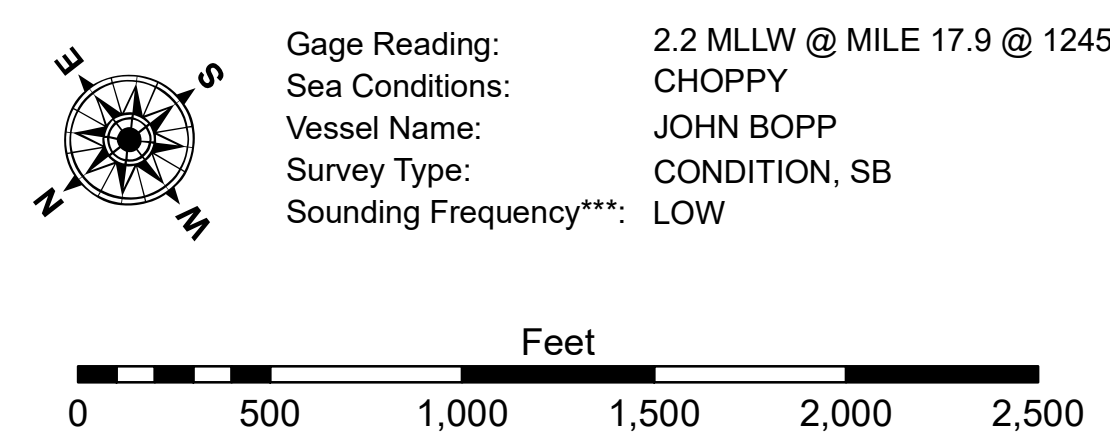 E
S
N
W
Gage Reading: 2.2 MLLW @ MILE 17.9 @ 1245
Sea Conditions: CHOPPY
Vessel Name: JOHN BOPP
Survey Type: CONDITION, SB
Sounding Frequency***: LOW
Feet
0 500 1,000 1,500 2,000 2,500